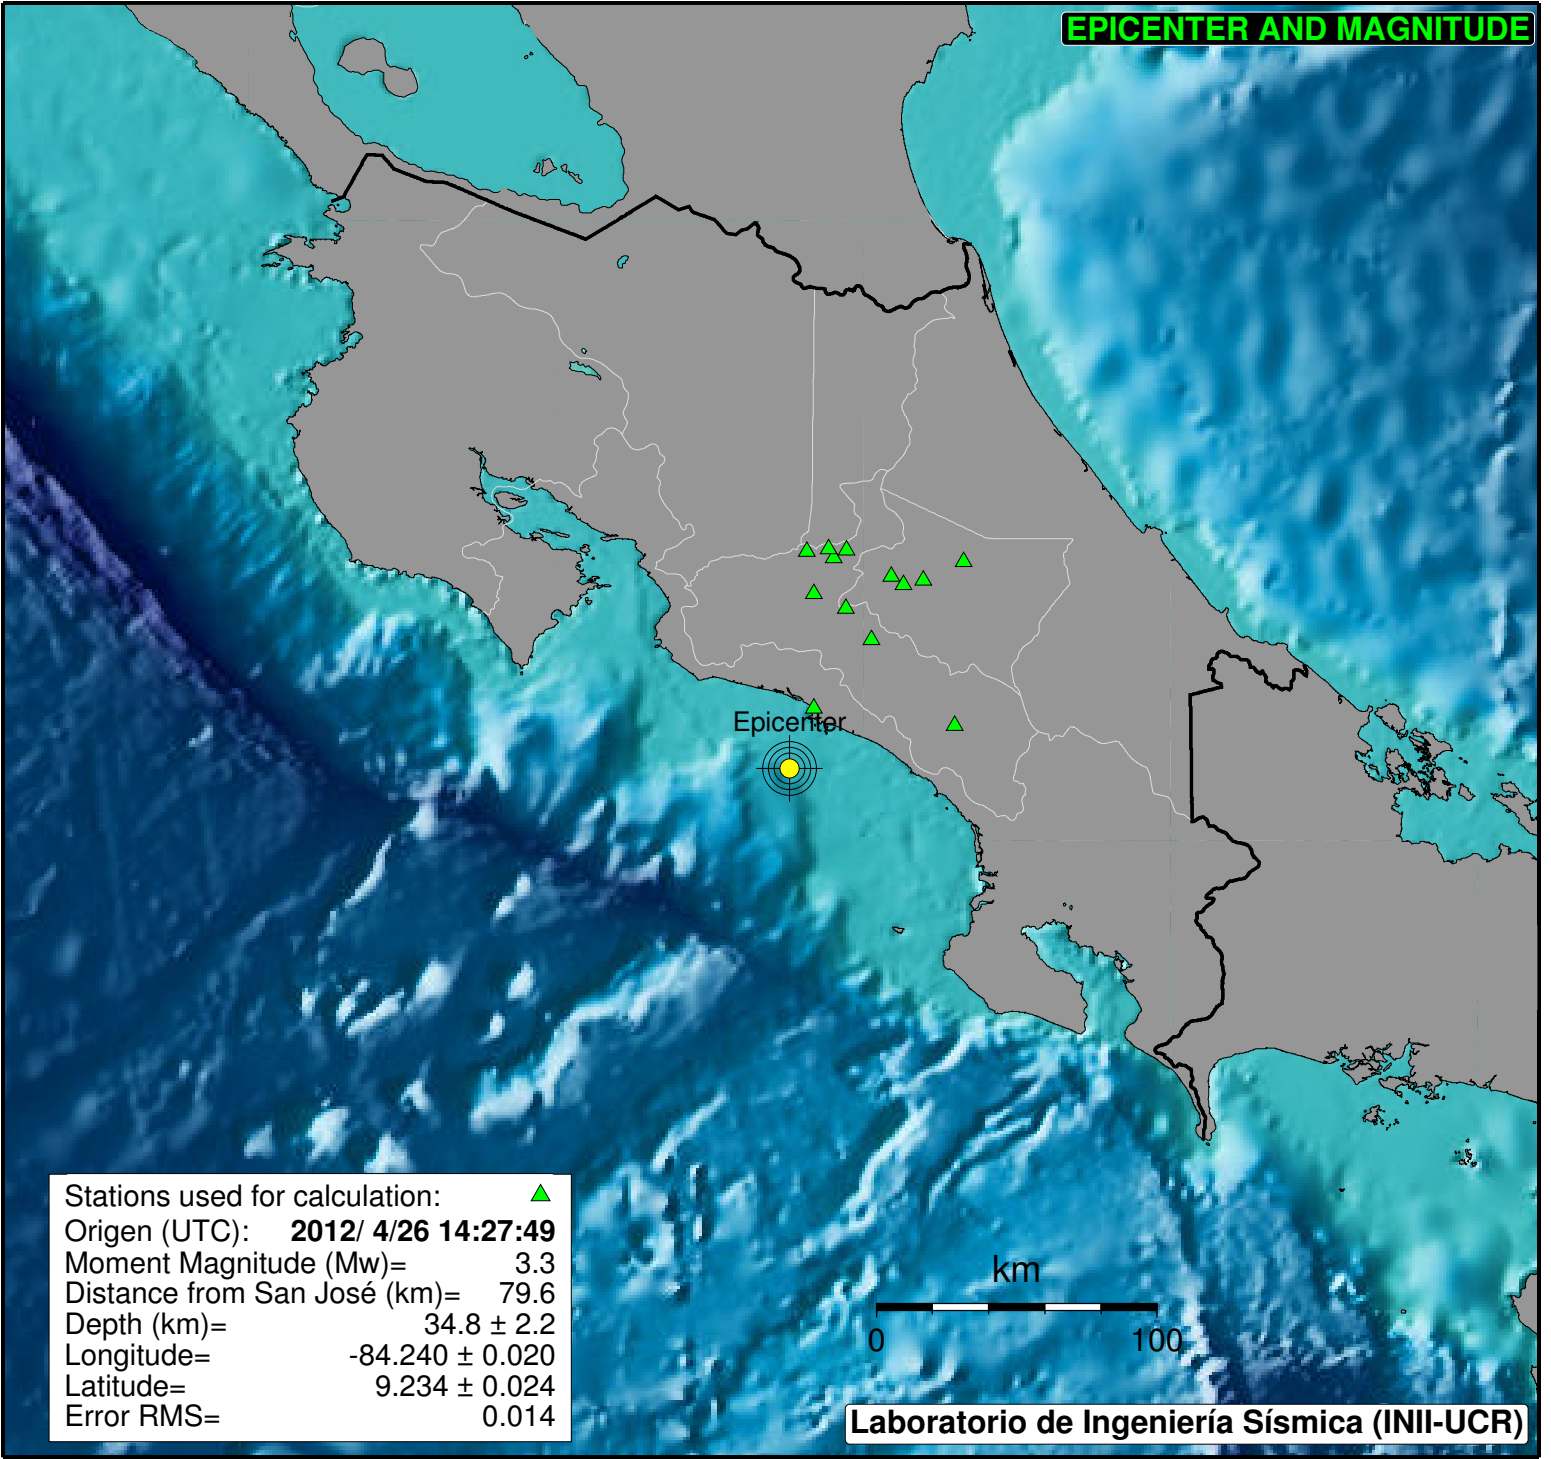 EPICENTER AND MAGNITUDE
Epicenter
Stations used for calculation:
Origen (UTC): 2012/ 4/26 14:27:49
Moment Magnitude (Mw)= 3.3
Distance from San José (km)= 79.6
Depth (km)= 34.8 ± 2.2
Longitude= -84.240 ± 0.020
Latitude= 9.234 ± 0.024
Error RMS= 0.014
km
0 100
Laboratorio de Ingeniería Sísmica (INII-UCR)